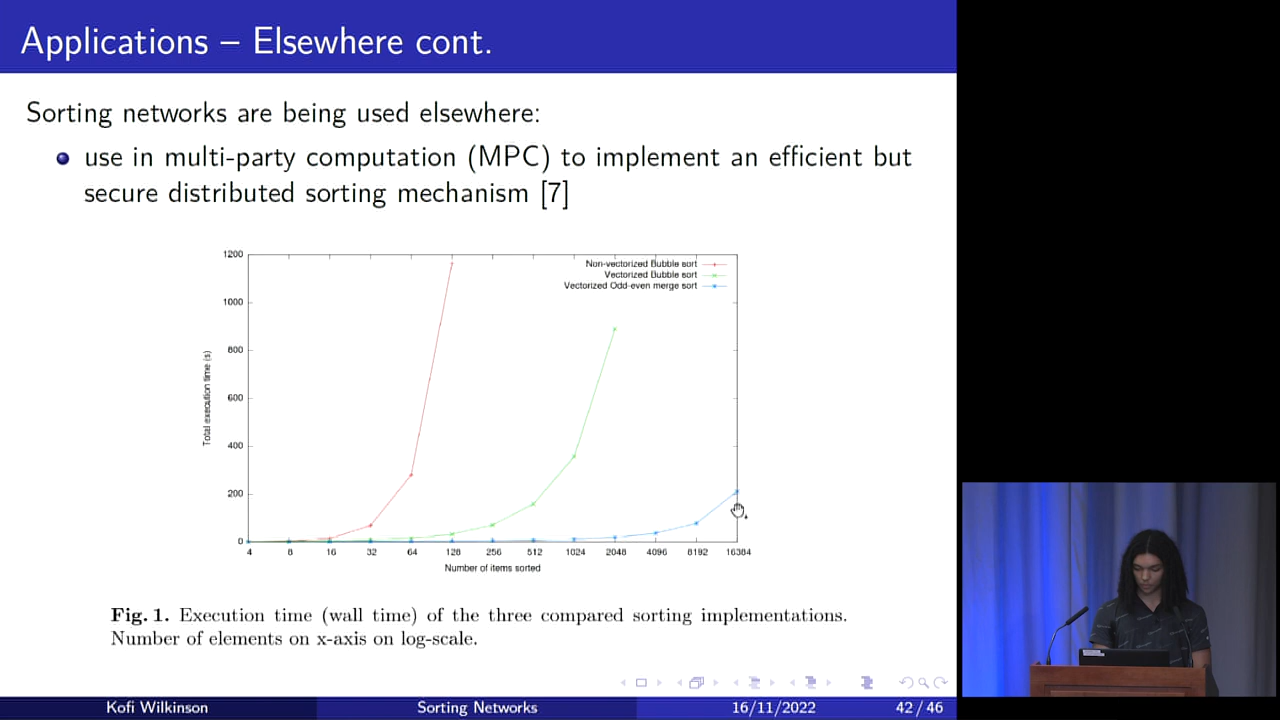 Applications – Elsewhere cont.
Sorting networks are being used elsewhere:
use in multi-party computation (MPC) to implement an efficient but
secure distributed sorting mechanism [7]
1200
1000
800
600
400
200
0
Total execution time (s)
Non-vectorized Bubble sort
Vectorized Bubble sort
Vectorized Odd-even merge sort
4 8 16 32 64 128 256 512 1024 2048 4096 8192 16384
Number of items sorted
Fig. 1. Execution time (wall time) of the three compared sorting implementations.
Number of elements on x-axis on log-scale.
Kofi Wilkinson Sorting Networks 16/11/2022 42 / 46